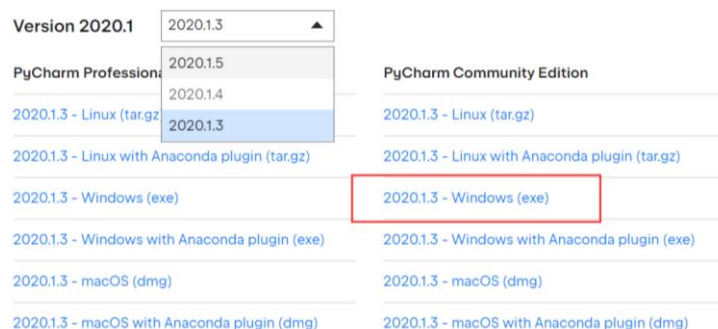 Version 2020.1 2020.1.3
2020.1.5
2020.1.4
2020.1.3
PyCharm Professiona
2020.1.3 - Linux (tar.gz
2020.1.3 - Linux with Anaconda plugin (tar.gz)
2020.1.3 - Windows (exe)
2020.1.3 - Windows with Anaconda plugin (exe)
2020.1.3 - macOS (dmg)
2020.1.3 - macOS with Anaconda plugin (dmg)
PyCharm Community Edition
2020.1.3 - Linux (tar.gz)
2020.1.3 - Linux with Anaconda plugin (tar.gz)
2020.1.3 - Windows (exe)
2020.1.3 - Windows with Anaconda plugin (exe)
2020.1.3 - macOS (dmg)
2020.1.3 - macOS with Anaconda plugin (dmg)